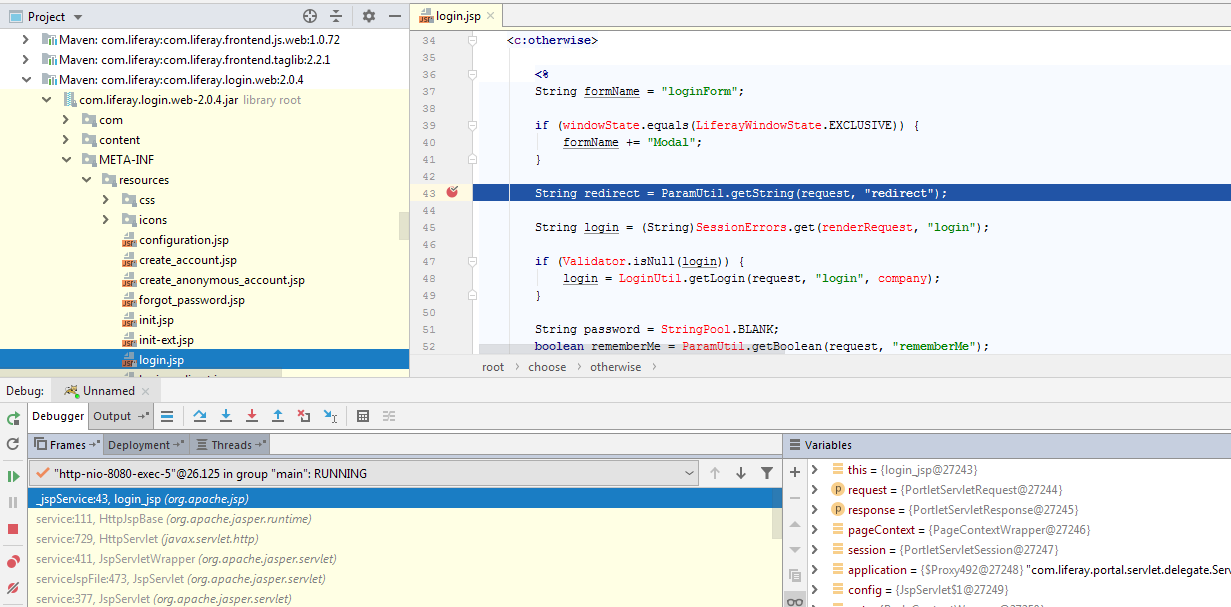 Project
Maven: com.liferay:com.liferay.frontend.js.web:1.0.72
Maven: com.liferay:com.liferay.frontend.taglib:2.2.1
Maven: com.liferay:com.liferay.login.web:2.0.4
com.liferay.login.web-2.0.4.jar library root
com
content
META-INF
resources
css
icons
configuration.jsp
create_account.jsp
create_anonymous_account.jsp
forgot_password.jsp
init.jsp
init-ext.jsp
login.jsp
login.jsp
34 <c:otherwise>
35
36 <%
37 String formName = "loginForm";
38
39 if (windowState.equals(LiferayWindowState.EXCLUSIVE)) {
40 formName += "Modal";
41 }
42
43 String redirect = ParamUtil.getString(request, "redirect");
44
45 String login = (String)SessionErrors.get(renderRequest, "login");
46
47 if (Validator.isNull(login)) {
48 login = LoginUtil.getLogin(request, "login", company);
49 }
50
51 String password = StringPool.BLANK;
52 boolean rememberMe = ParamUtil.getBoolean(request, "rememberMe");
root choose otherwise
Debug: Unnamed
Debugger Output
Frames Deployment Threads
"http-nio-8080-exec-5"@26.125 in group "main": RUNNING
_jspService:43, login_jsp (org.apache.jsp)
service:111, HttpJspBase (org.apache.jasper.runtime)
service:729, HttpServlet (javax.servlet.http)
service:411, JspServletWrapper (org.apache.jasper.servlet)
serviceJspFile:473, JspServlet (org.apache.jasper.servlet)
service:377, JspServlet (org.apache.jasper.servlet)
Variables
this = {login_jsp@27243}
request = {PortletServletRequest@27244}
response = {PortletServletResponse@27245}
pageContext = {PageContextWrapper@27246}
session = {PortletServletSession@27247}
application = {$Proxy492@27248} "com.liferay.portal.servlet.delegate.Serv
config = {JspServlet$1@27249}